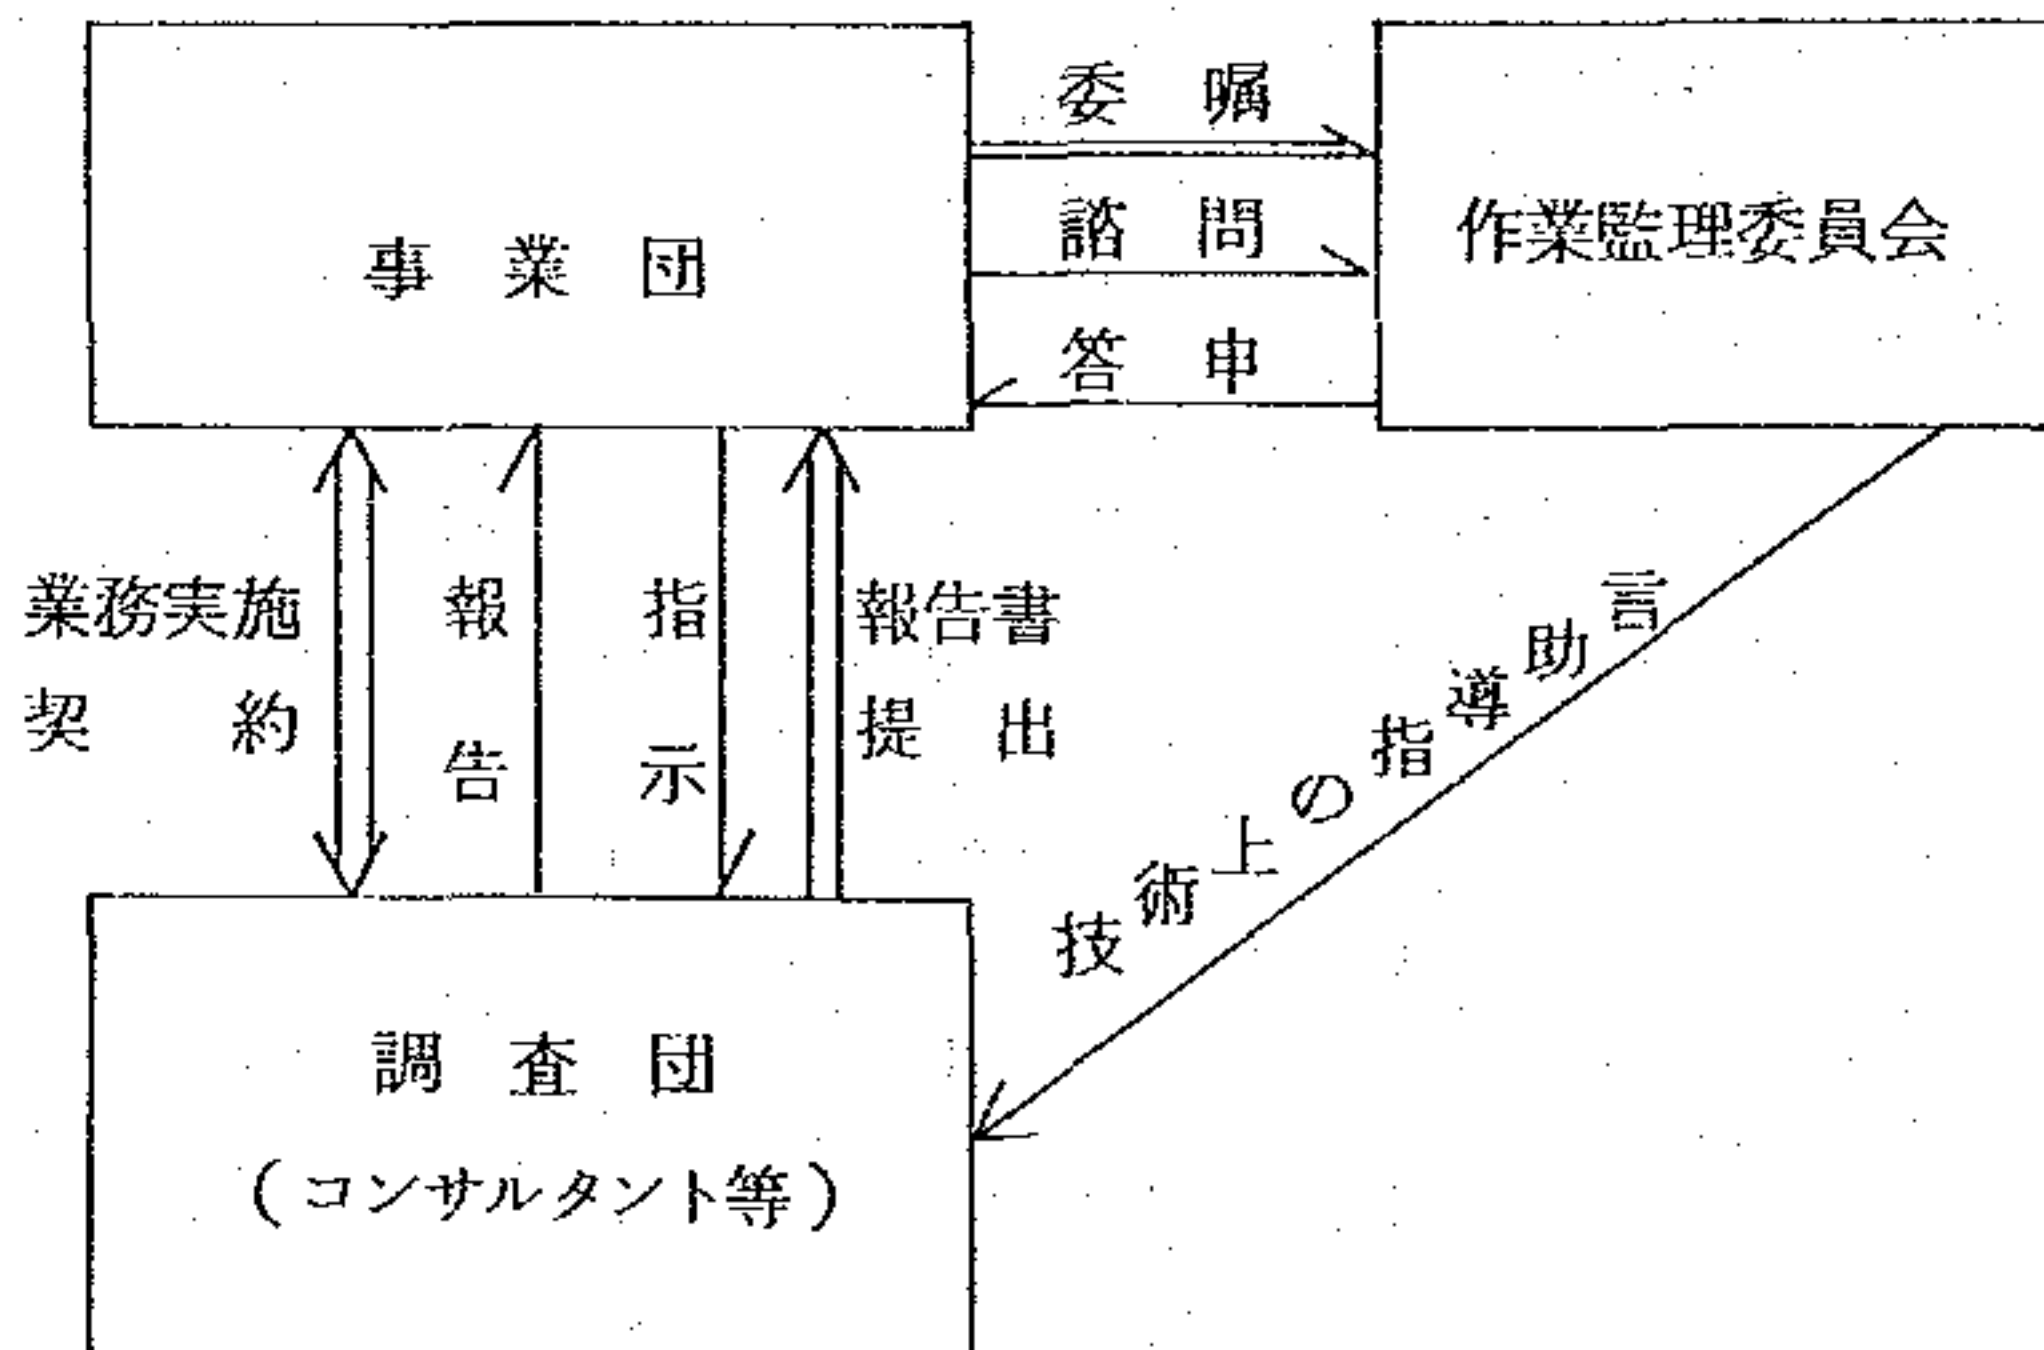 委嘱
事業団
諮問
作業監理委員会
答申
業務実施
契約
報告
指示
報告書
提出
技術上の指導助言
調査団
(コンサルタント等)